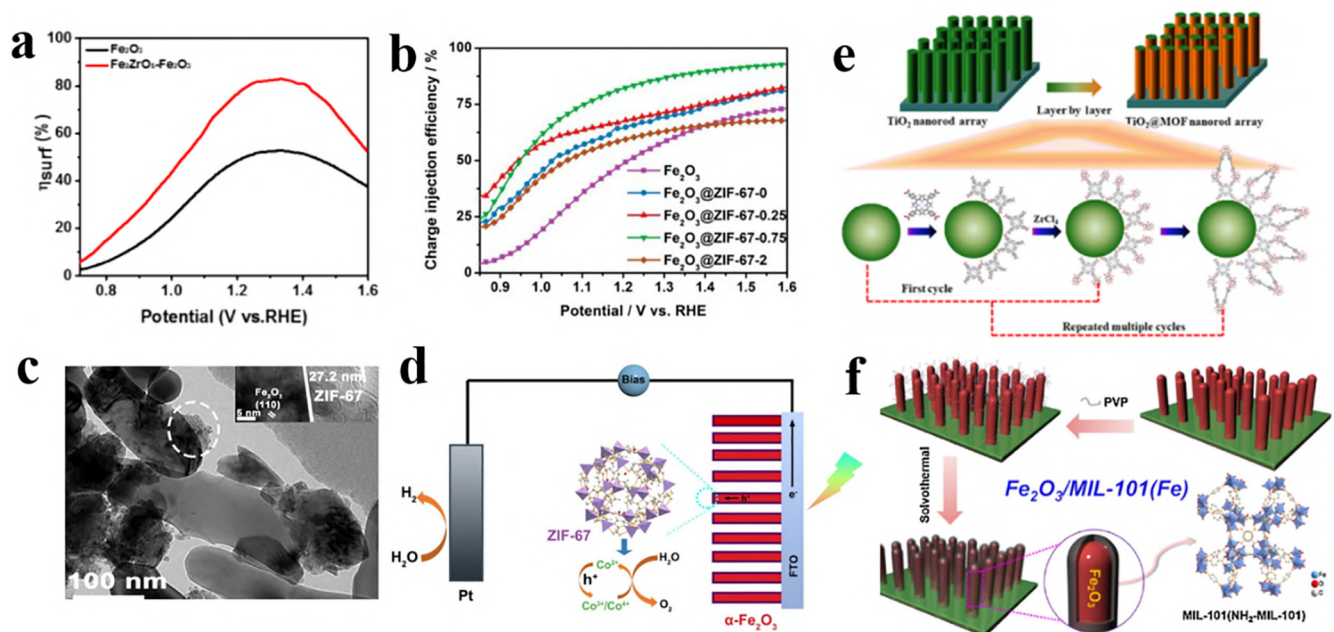 a
Fe₂O₃
Fe₂ZrO₅-Fe₂O₃
ηsurf (%)
100
80
60
40
20
0
0.8
1.0
1.2
1.4
1.6
Potential (V vs.RHE)
b
Charge injection efficiency / %
100
75
50
25
0
Fe₂O₃
Fe₂O₃@ZIF-67-0
Fe₂O₃@ZIF-67-0.25
Fe₂O₃@ZIF-67-0.75
Fe₂O₃@ZIF-67-2
0.9
1.0
1.1
1.2
1.3
1.4
1.5
1.6
Potential / V vs. RHE
e
TiO₂ nanorod array
Layer by layer
TiO₂@MOF nanorod array
ZrCl₄
First cycle
Repeated multiple cycles
c
Fe₂O₃
(110)
5 nm
27.2 nm
ZIF-67
100 nm
d
Bias
H₂
H₂O
Pt
ZIF-67
Co²⁺
h⁺
Co³⁺/Co⁴⁺
H₂O
O₂
h⁺
e⁻
FTO
α-Fe₂O₃
f
PVP
Solvothermal
Fe₂O₃/MIL-101(Fe)
Fe₂O₃
Fe
O
C
MIL-101(NH₂-MIL-101)